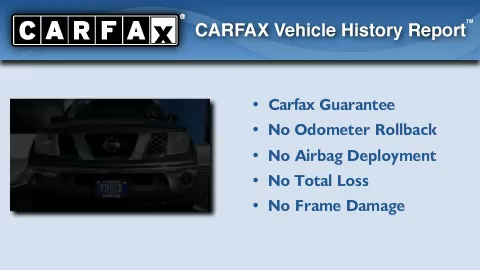 CARFAX® CARFAX Vehicle History Report™
• Carfax Guarantee
• No Odometer Rollback
• No Airbag Deployment
• No Total Loss
• No Frame Damage